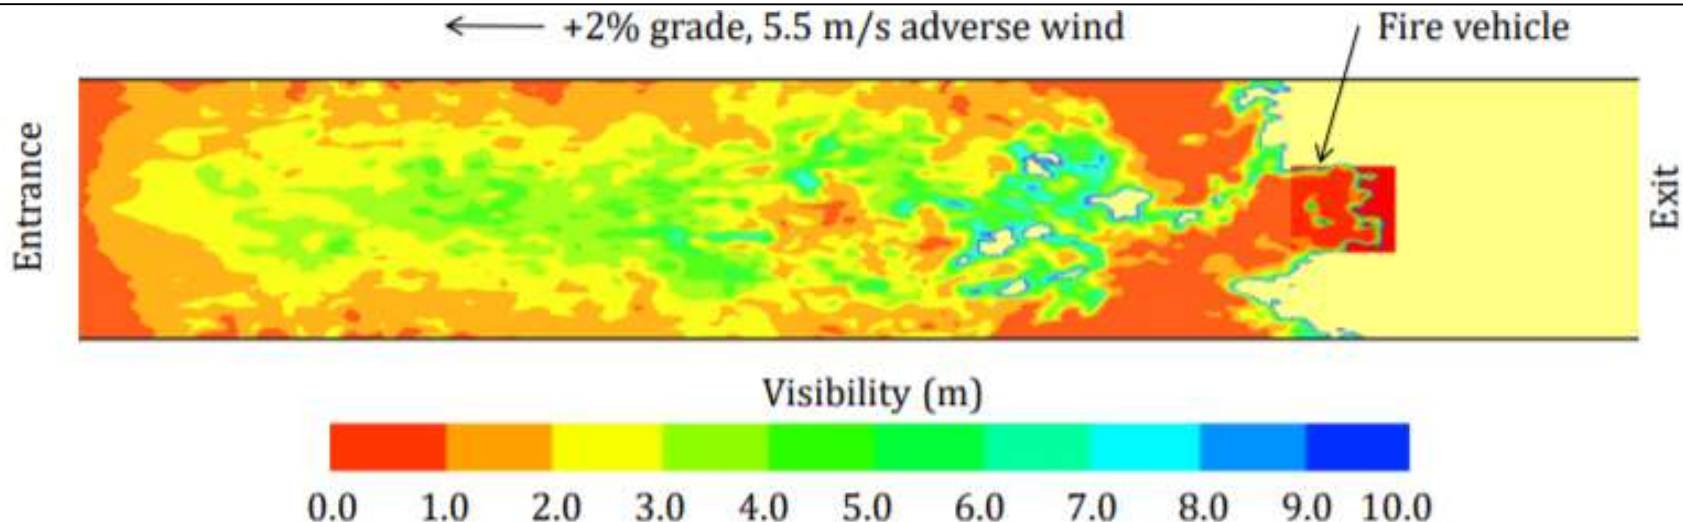 +2% grade, 5.5 m/s adverse wind
Fire vehicle
Entrance
Exit
Visibility (m)
0.0 1.0 2.0 3.0 4.0 5.0 6.0 7.0 8.0 9.0 10.0